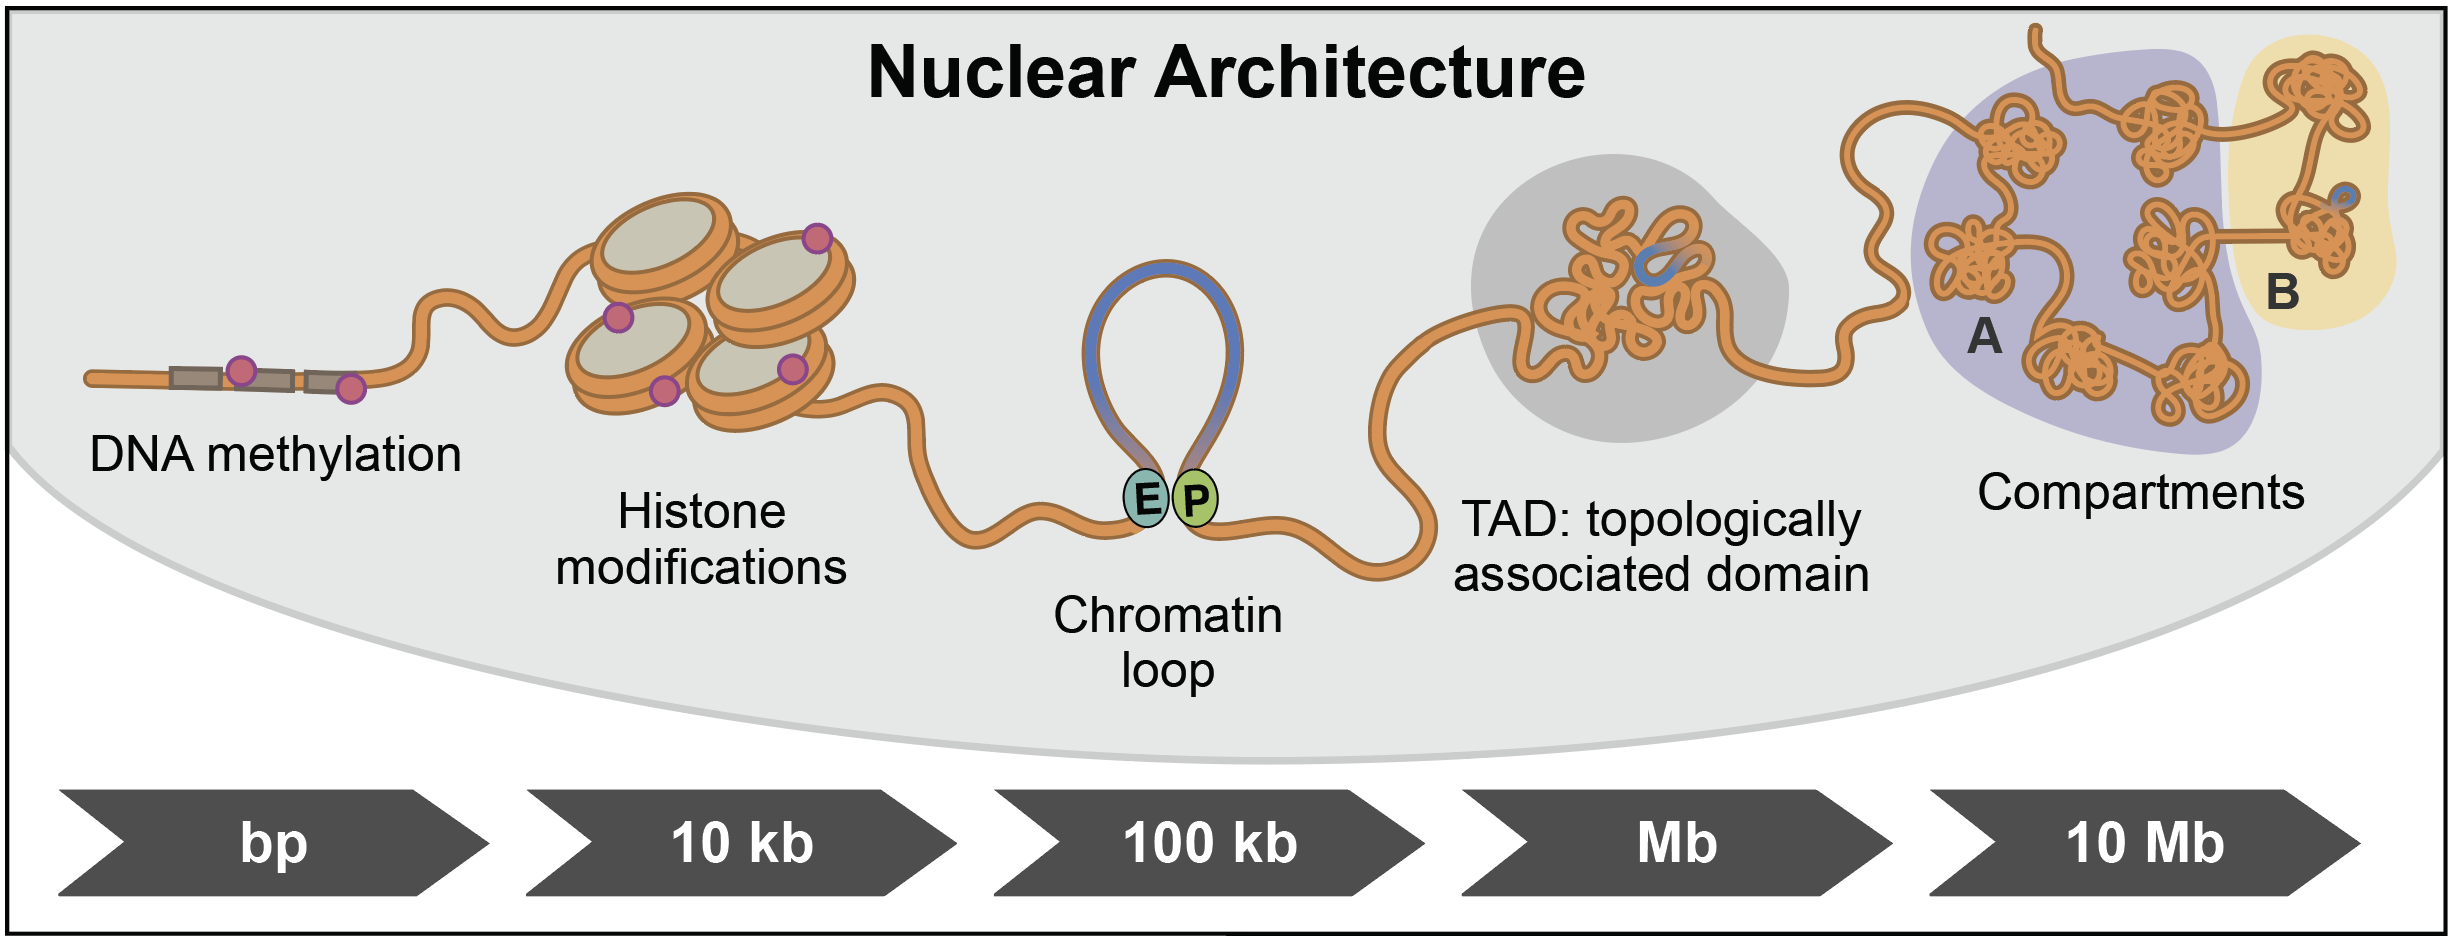 Nuclear Architecture
DNA methylation
Histone
modifications
E P
Chromatin
loop
TAD: topologically
associated domain
A
B
Compartments
bp
10 kb
100 kb
Mb
10 Mb